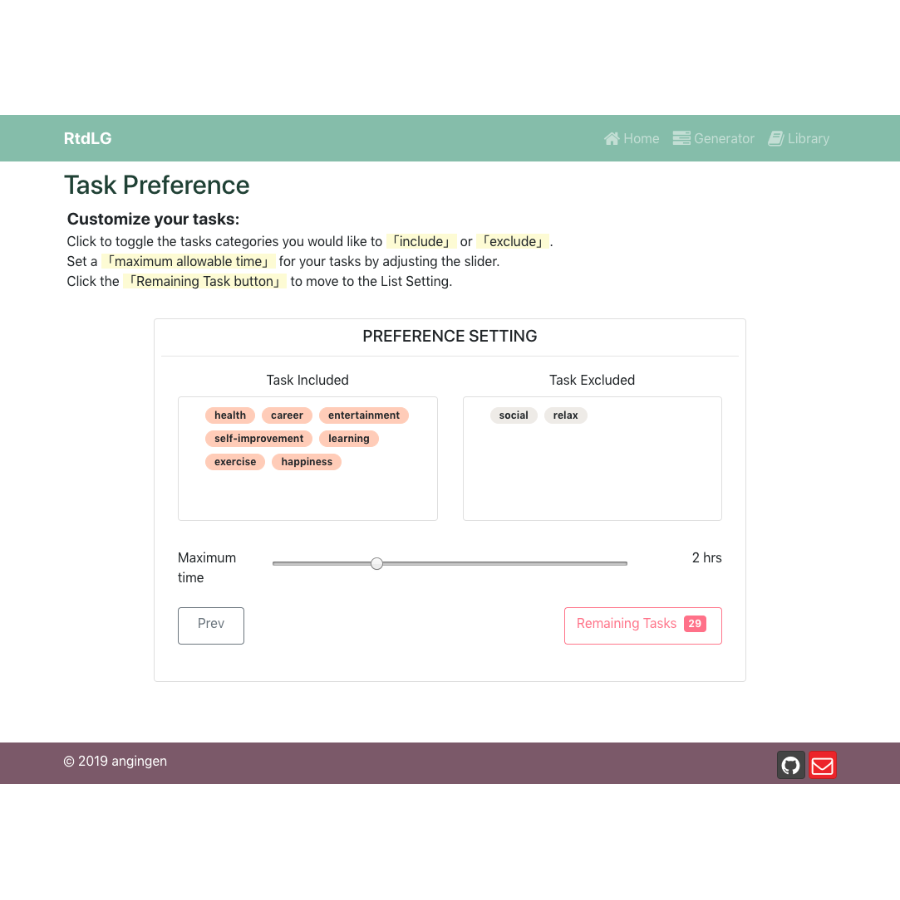 RtdLG Home Generator Library
Task Preference
Customize your tasks:
Click to toggle the tasks categories you would like to 「include」 or 「exclude」.
Set a 「maximum allowable time」 for your tasks by adjusting the slider.
Click the 「Remaining Task button」 to move to the List Setting.
PREFERENCE SETTING
Task Included
health career entertainment
self-improvement learning
exercise happiness
Task Excluded
social relax
Maximum
time
2 hrs
Prev
Remaining Tasks 29
© 2019 angingen